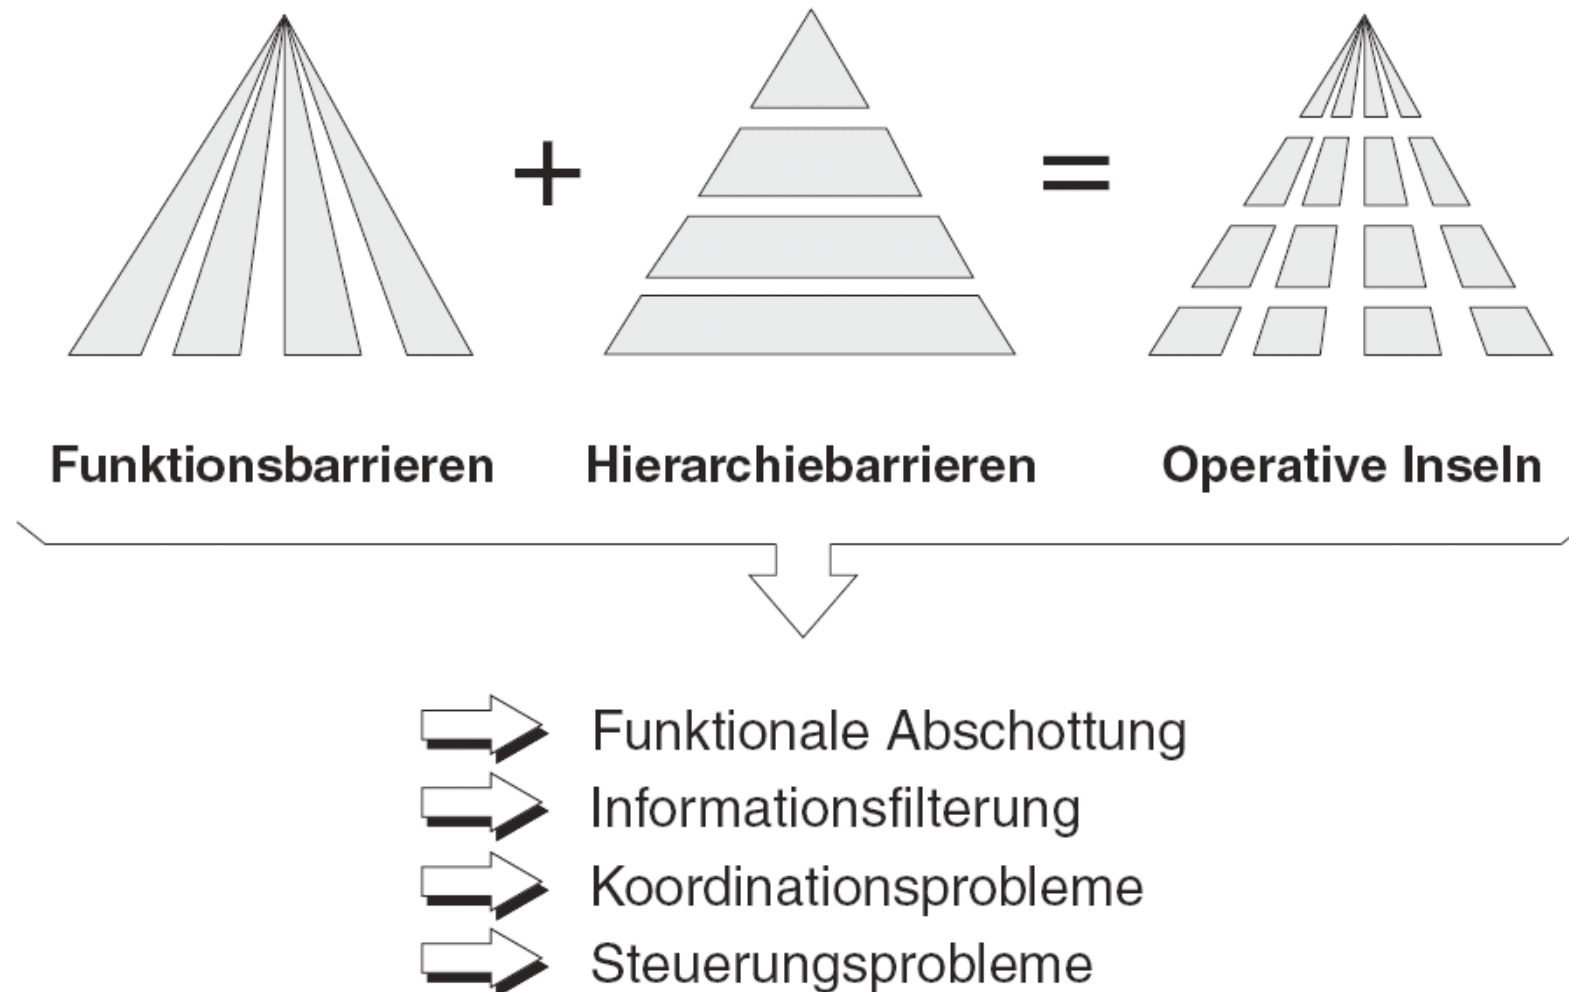 + =
Funktionsbarrieren Hierarchiebarrieren Operative Inseln
Funktionale Abschottung
Informationsfilterung
Koordinationsprobleme
Steuerungsprobleme